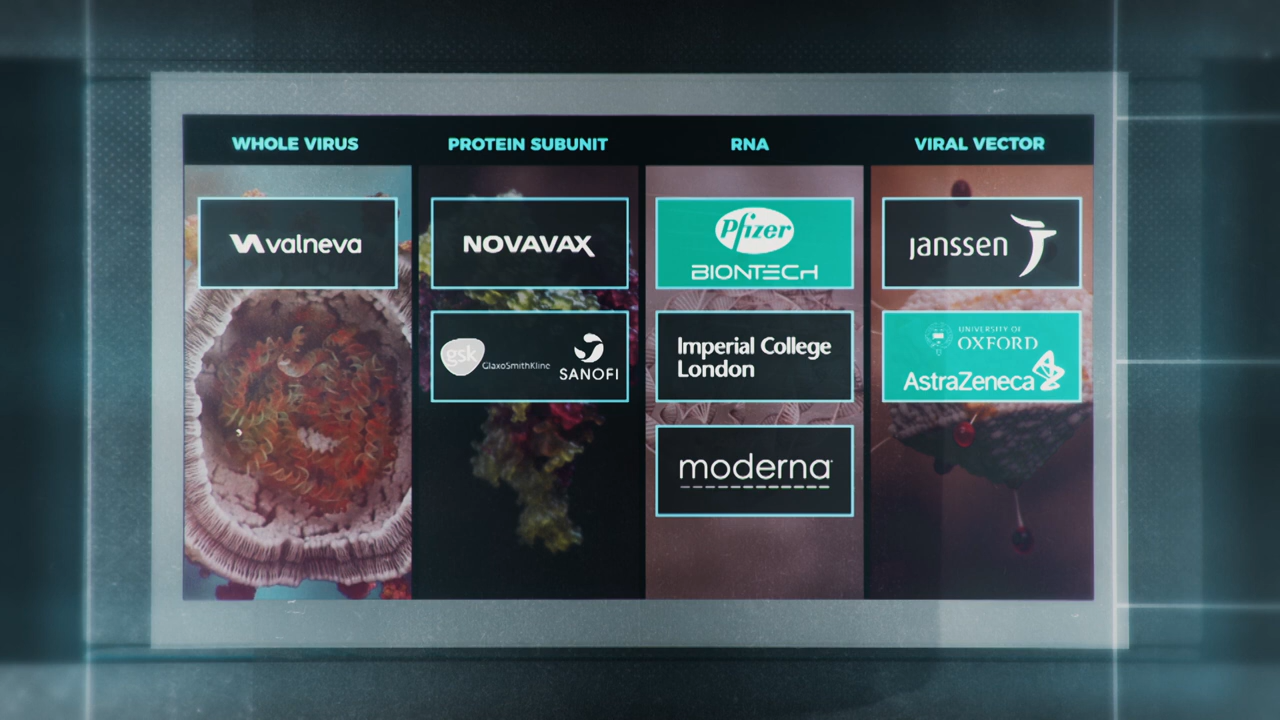 WHOLE VIRUS
valneva
PROTEIN SUBUNIT
NOVAVAX
gsk
GlaxoSmithKline
SANOFI
RNA
Pfizer
BIONTECH
Imperial College
London
moderna
VIRAL VECTOR
Janssen
UNIVERSITY OF
OXFORD
AstraZeneca